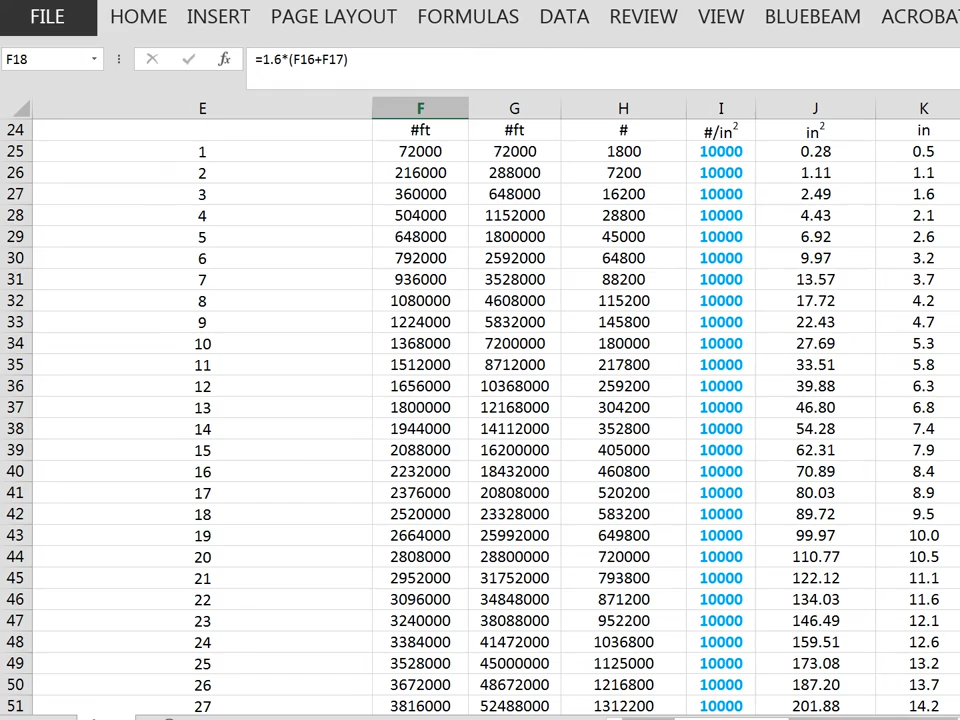 FILE HOME INSERT PAGE LAYOUT FORMULAS DATA REVIEW VIEW BLUEBEAM ACROBAT
F18 fx =1.6*(F16+F17)
E F G H I J K
24 #ft #ft # #/in² in² in
25 1 72000 72000 1800 10000 0.28 0.5
26 2 216000 288000 7200 10000 1.11 1.1
27 3 360000 648000 16200 10000 2.49 1.6
28 4 504000 1152000 28800 10000 4.43 2.1
29 5 648000 1800000 45000 10000 6.92 2.6
30 6 792000 2592000 64800 10000 9.97 3.2
31 7 936000 3528000 88200 10000 13.57 3.7
32 8 1080000 4608000 115200 10000 17.72 4.2
33 9 1224000 5832000 145800 10000 22.43 4.7
34 10 1368000 7200000 180000 10000 27.69 5.3
35 11 1512000 8712000 217800 10000 33.51 5.8
36 12 1656000 10368000 259200 10000 39.88 6.3
37 13 1800000 12168000 304200 10000 46.80 6.8
38 14 1944000 14112000 352800 10000 54.28 7.4
39 15 2088000 16200000 405000 10000 62.31 7.9
40 16 2232000 18432000 460800 10000 70.89 8.4
41 17 2376000 20808000 520200 10000 80.03 8.9
42 18 2520000 23328000 583200 10000 89.72 9.5
43 19 2664000 25992000 649800 10000 99.97 10.0
44 20 2808000 28800000 720000 10000 110.77 10.5
45 21 2952000 31752000 793800 10000 122.12 11.1
46 22 3096000 34848000 871200 10000 134.03 11.6
47 23 3240000 38088000 952200 10000 146.49 12.1
48 24 3384000 41472000 1036800 10000 159.51 12.6
49 25 3528000 45000000 1125000 10000 173.08 13.2
50 26 3672000 48672000 1216800 10000 187.20 13.7
51 27 3816000 52488000 1312200 10000 201.88 14.2